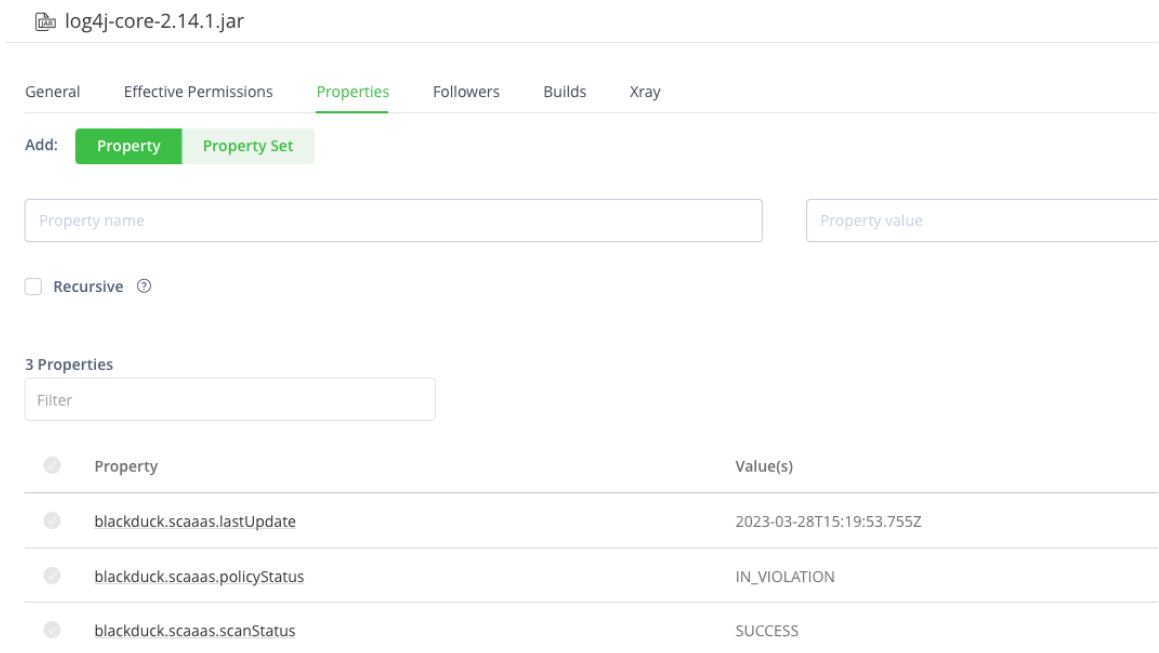 JAR log4j-core-2.14.1.jar
General Effective Permissions Properties Followers Builds Xray
Add: Property Property Set
Property name Property value
Recursive ?
3 Properties
Filter
Property Value(s)
blackduck.scaaas.lastUpdate 2023-03-28T15:19:53.755Z
blackduck.scaaas.policyStatus IN_VIOLATION
blackduck.scaaas.scanStatus SUCCESS